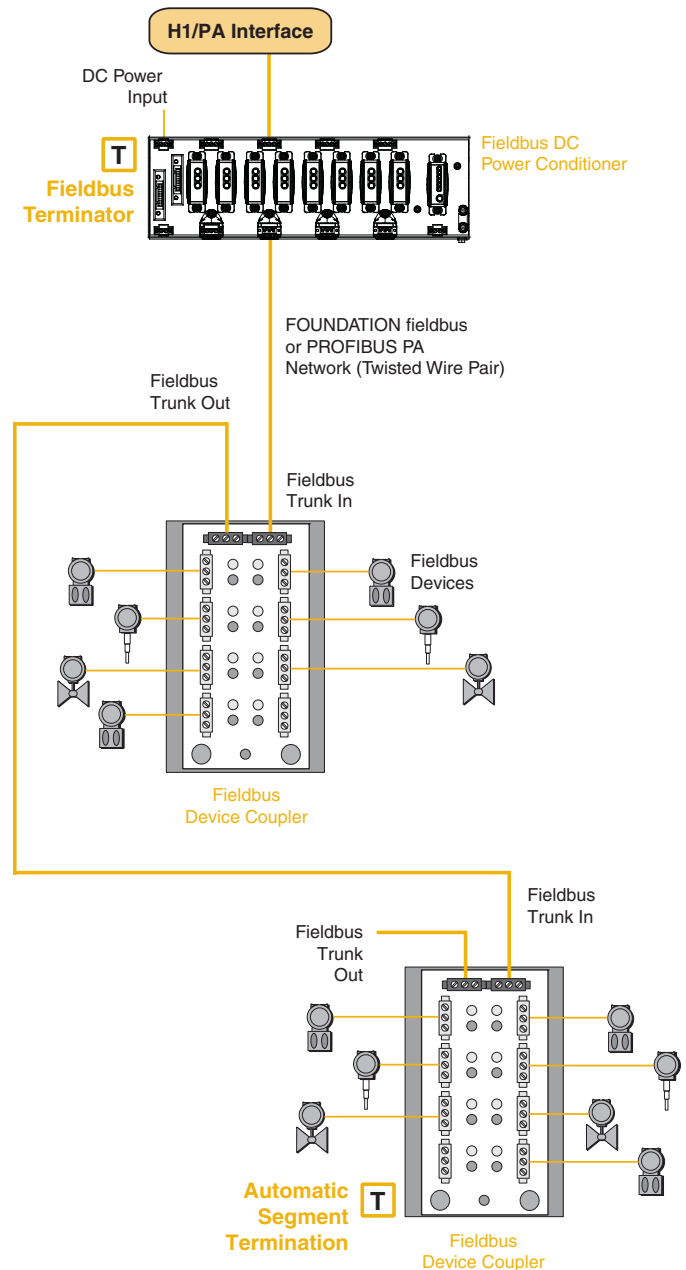 H1/PA Interface
DC Power
Input
T
Fieldbus
Terminator
Fieldbus DC
Power Conditioner
FOUNDATION fieldbus
or PROFIBUS PA
Network (Twisted Wire Pair)
Fieldbus
Trunk Out
Fieldbus
Trunk In
Fieldbus
Devices
Fieldbus
Device Coupler
Fieldbus
Trunk In
Fieldbus
Trunk
Out
Automatic
Segment
Termination
T
Fieldbus
Device Coupler